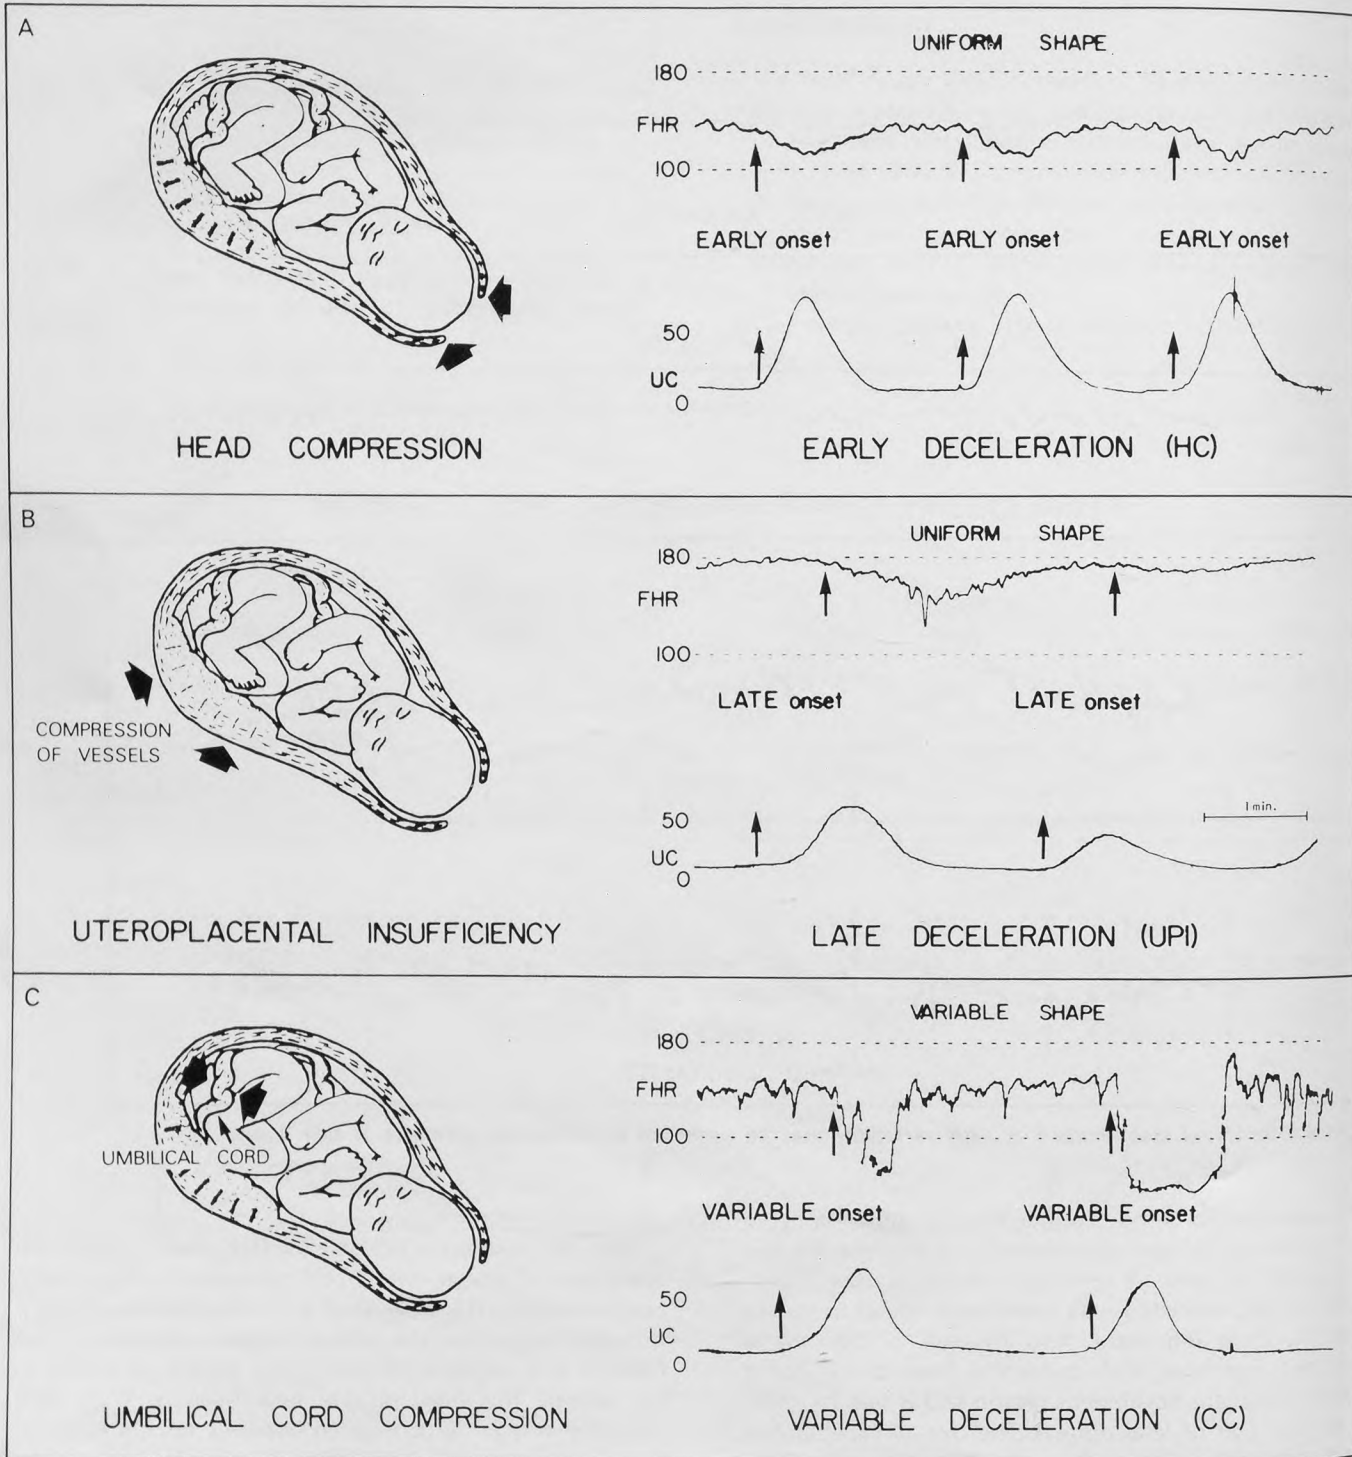 A
UNIFORM SHAPE
180
FHR
100
EARLY onset EARLY onset EARLY onset
50
UC
0
HEAD COMPRESSION
EARLY DECELERATION (HC)
B
UNIFORM SHAPE
180
FHR
100
LATE onset LATE onset
COMPRESSION
OF VESSELS
1 min.
50
UC
0
UTEROPLACENTAL INSUFFICIENCY
LATE DECELERATION (UPI)
C
VARIABLE SHAPE
180
FHR
100
UMBILICAL CORD
VARIABLE onset VARIABLE onset
50
UC
0
UMBILICAL CORD COMPRESSION
VARIABLE DECELERATION (CC)